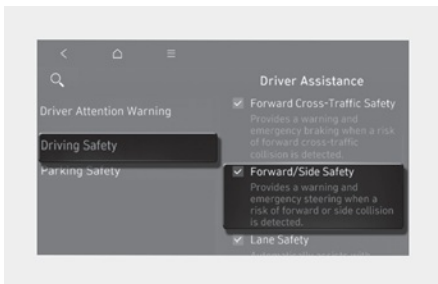 Driver Assistance
Driver Attention Warning
Driving Safety
Parking Safety
Forward Cross-Traffic Safety
Provides a warning and
emergency braking when a risk
of forward cross-traffic
collision is detected.
Forward/Side Safety
Provides a warning and
emergency steering when a
risk of forward or side collision
is detected.
Lane Safety